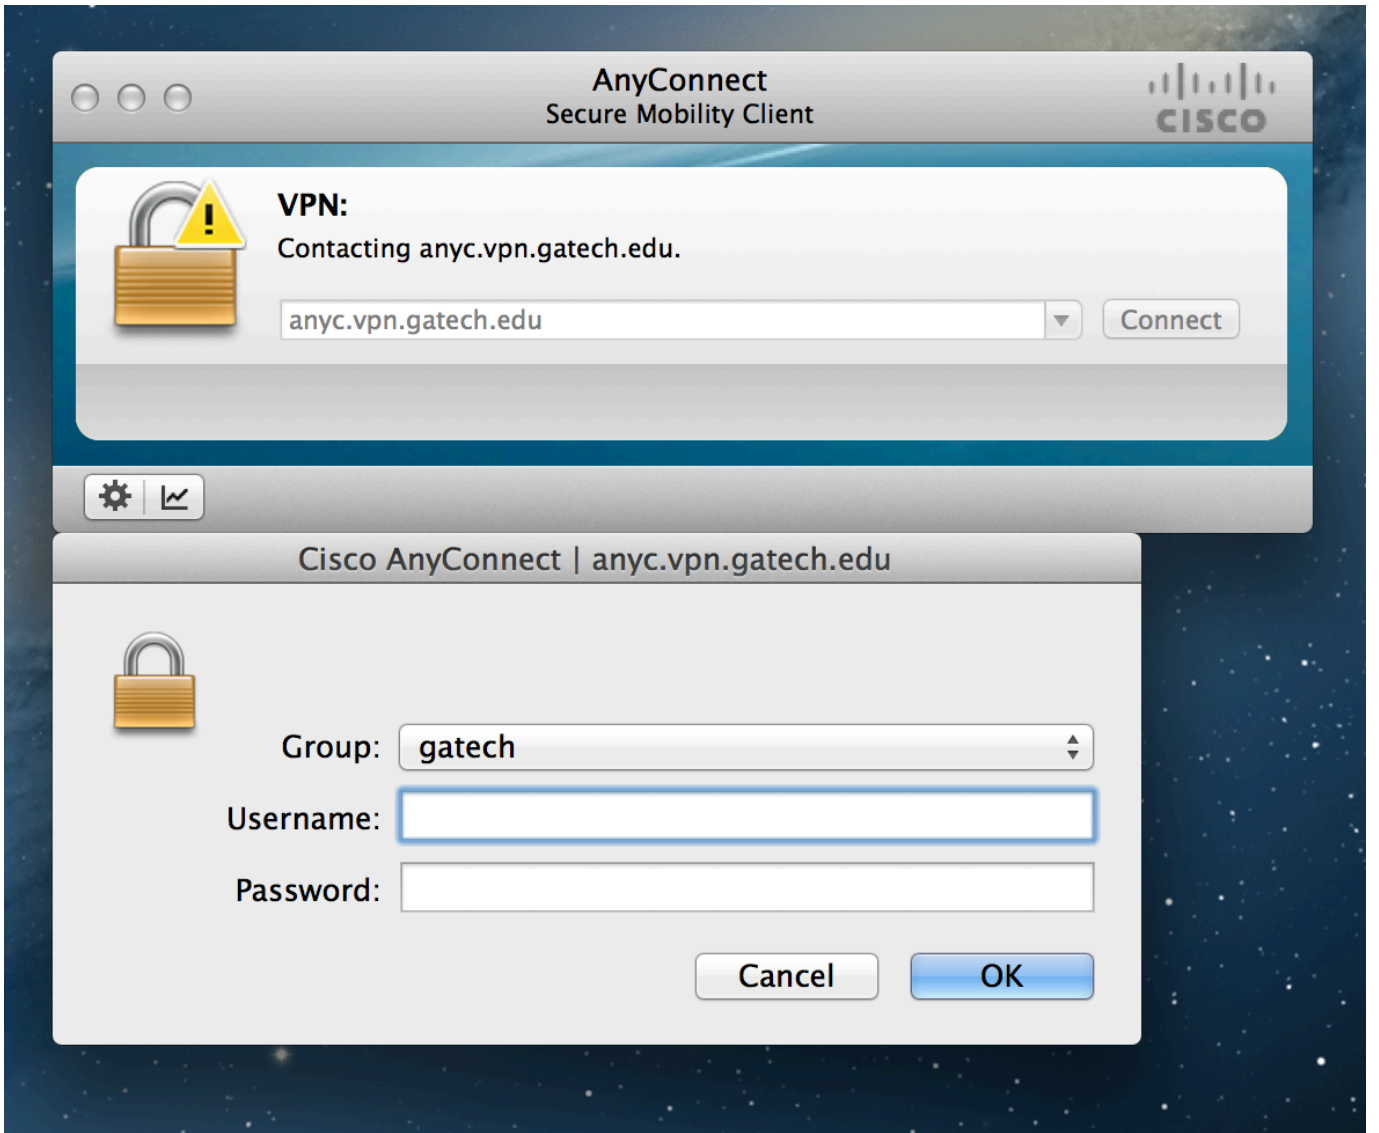 AnyConnect
Secure Mobility Client
CISCO
VPN:
Contacting anyc.vpn.gatech.edu.
anyc.vpn.gatech.edu
Connect
Cisco AnyConnect | anyc.vpn.gatech.edu
Group: gatech
Username:
Password:
Cancel OK